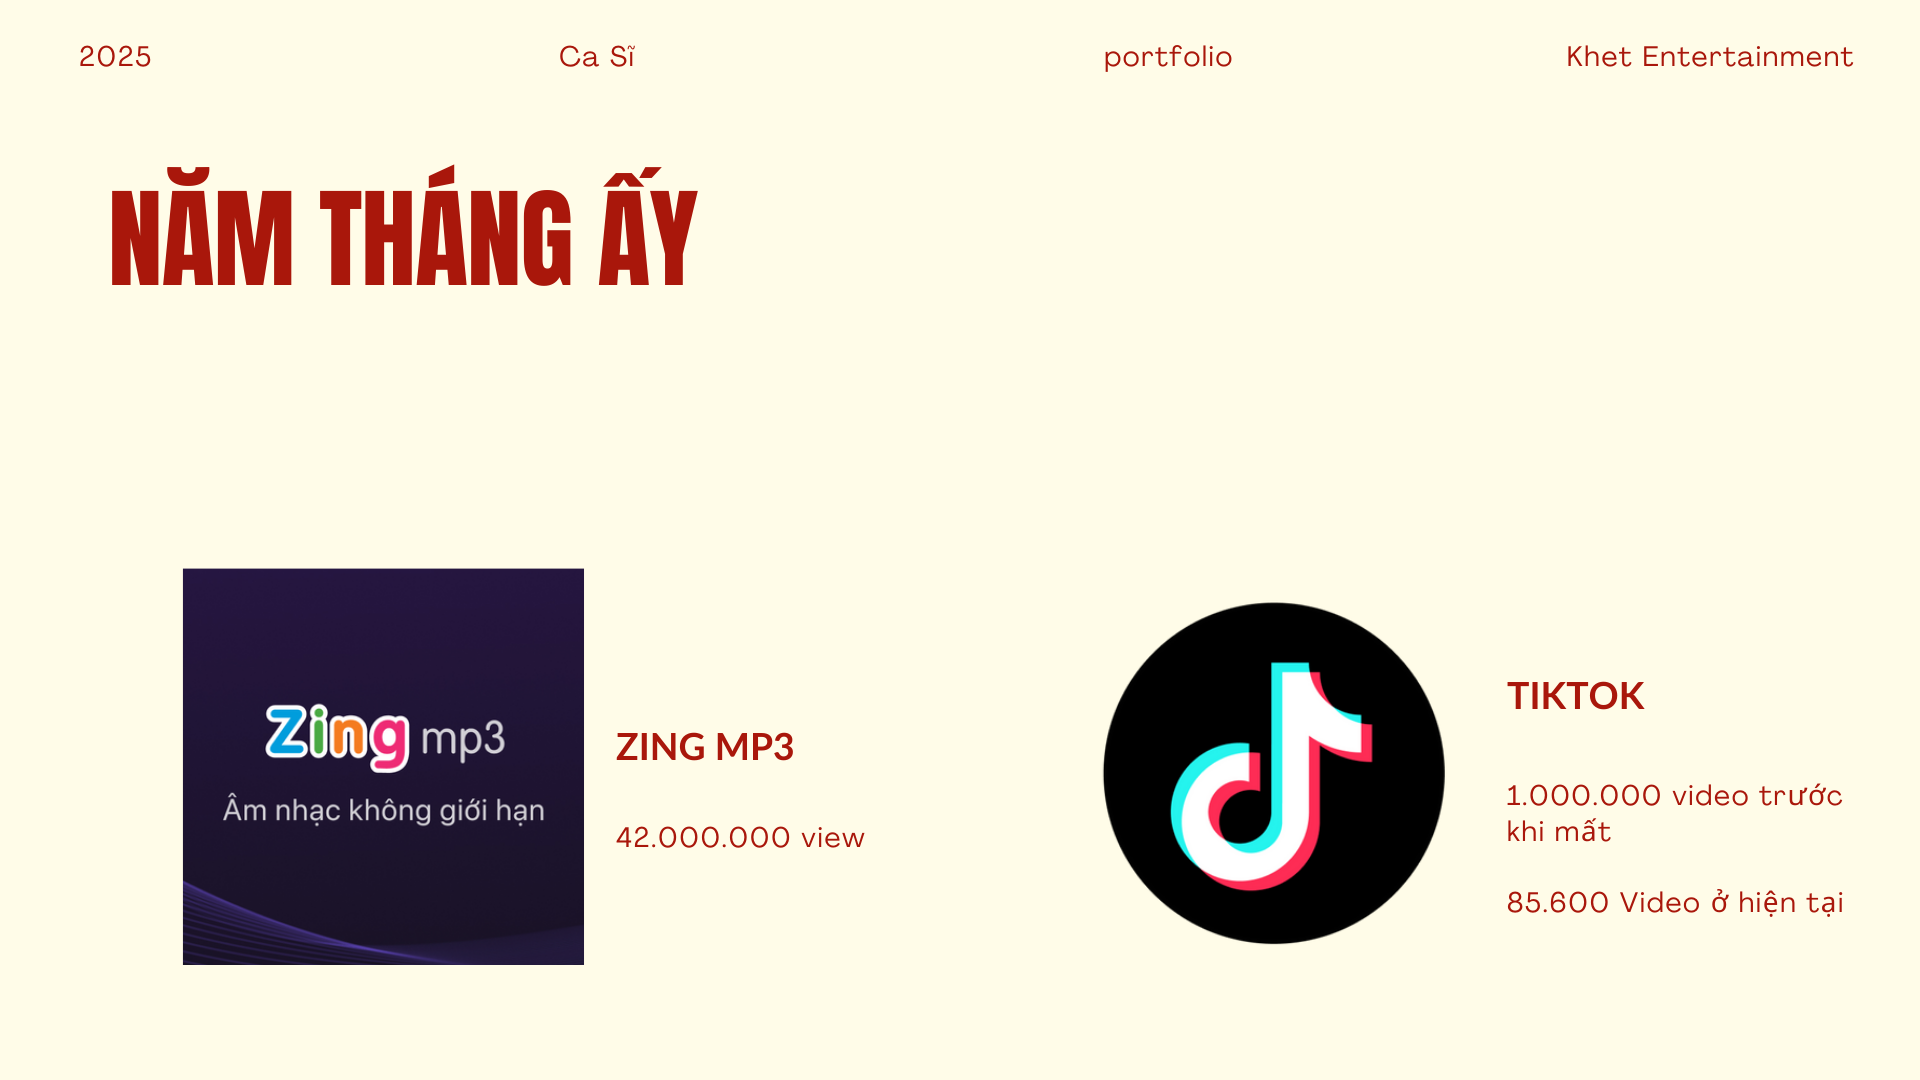 2025
Ca Sĩ
portfolio
Khet Entertainment
NĂM THÁNG ẤY
Zing mp3
Âm nhạc không giới hạn
ZING MP3
42.000.000 view
TIKTOK
1.000.000 video trước
khi mất
85.600 Video ở hiện tại